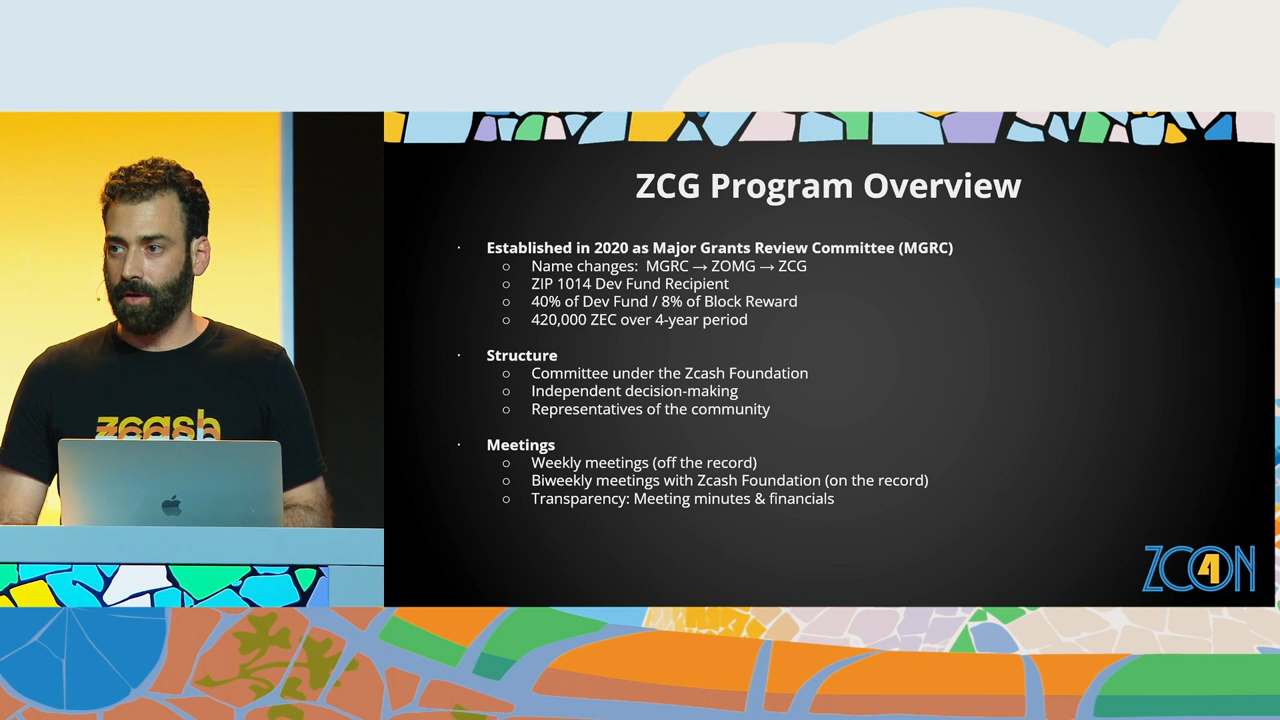 zcash
ZCG Program Overview
· Established in 2020 as Major Grants Review Committee (MGRC)
○ Name changes: MGRC → ZOMG → ZCG
○ ZIP 1014 Dev Fund Recipient
○ 40% of Dev Fund / 8% of Block Reward
○ 420,000 ZEC over 4-year period
· Structure
○ Committee under the Zcash Foundation
○ Independent decision-making
○ Representatives of the community
· Meetings
○ Weekly meetings (off the record)
○ Biweekly meetings with Zcash Foundation (on the record)
○ Transparency: Meeting minutes & financials
ZCON4